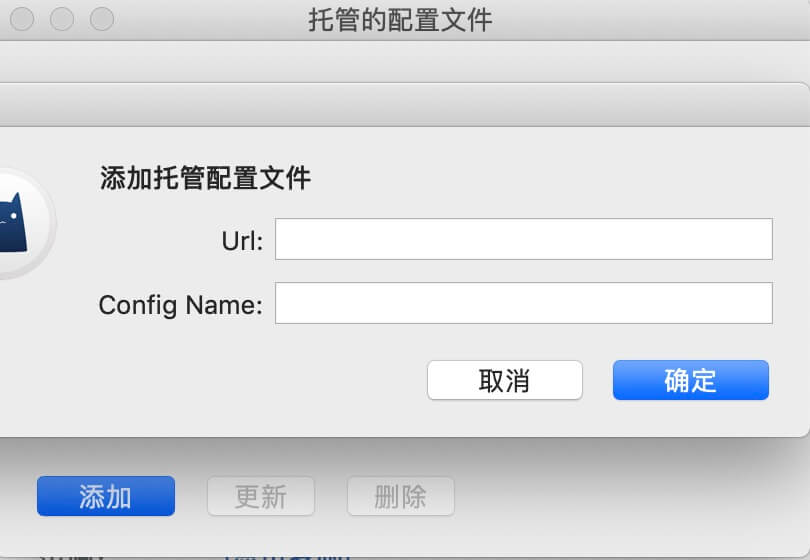 托管的配置文件
添加托管配置文件
Url:
Config Name:
取消
确定
添加
更新
删除